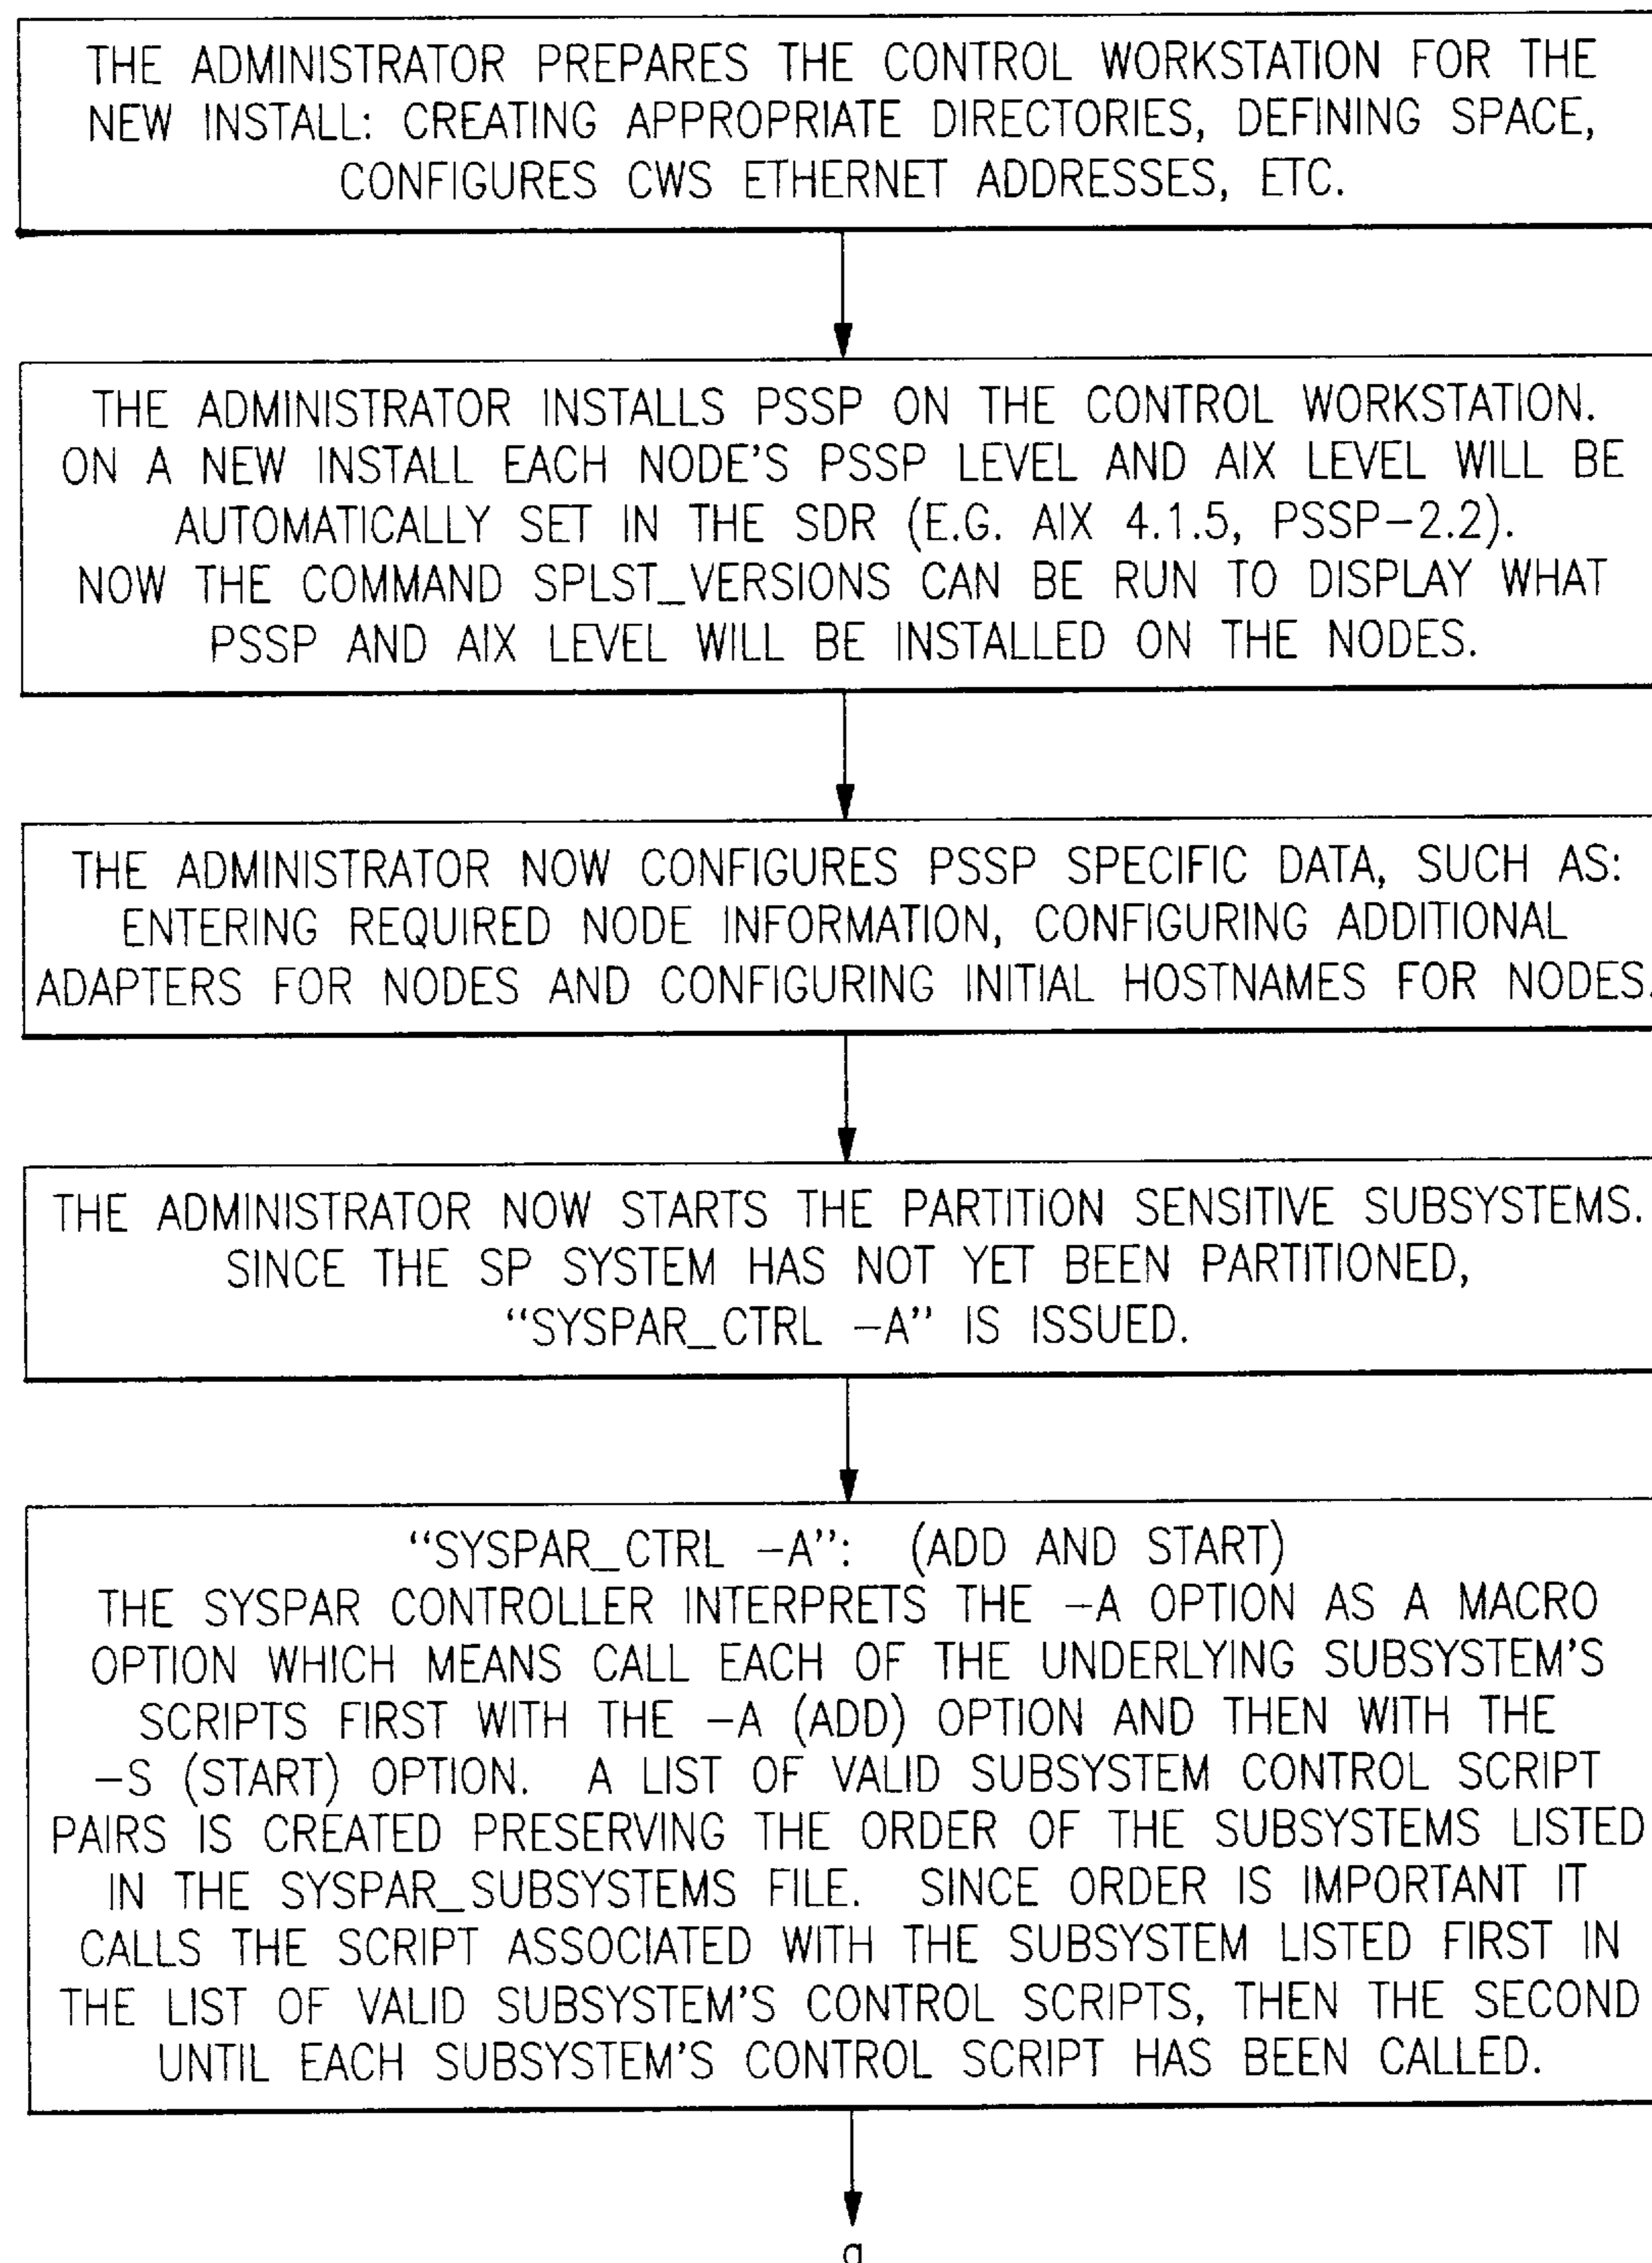 THE ADMINISTRATOR PREPARES THE CONTROL WORKSTATION FOR THE
NEW INSTALL: CREATING APPROPRIATE DIRECTORIES, DEFINING SPACE,
CONFIGURES CWS ETHERNET ADDRESSES, ETC.
THE ADMINISTRATOR INSTALLS PSSP ON THE CONTROL WORKSTATION.
ON A NEW INSTALL EACH NODE'S PSSP LEVEL AND AIX LEVEL WILL BE
AUTOMATICALLY SET IN THE SDR (E.G. AIX 4.1.5, PSSP-2.2).
NOW THE COMMAND SPLST_VERSIONS CAN BE RUN TO DISPLAY WHAT
PSSP AND AIX LEVEL WILL BE INSTALLED ON THE NODES.
THE ADMINISTRATOR NOW CONFIGURES PSSP SPECIFIC DATA, SUCH AS:
ENTERING REQUIRED NODE INFORMATION, CONFIGURING ADDITIONAL
ADAPTERS FOR NODES AND CONFIGURING INITIAL HOSTNAMES FOR NODES.
THE ADMINISTRATOR NOW STARTS THE PARTITION SENSITIVE SUBSYSTEMS.
SINCE THE SP SYSTEM HAS NOT YET BEEN PARTITIONED,
“SYSPAR_CTRL –A” IS ISSUED.
“SYSPAR_CTRL –A”: (ADD AND START)
THE SYSPAR CONTROLLER INTERPRETS THE –A OPTION AS A MACRO
OPTION WHICH MEANS CALL EACH OF THE UNDERLYING SUBSYSTEM'S
SCRIPTS FIRST WITH THE –A (ADD) OPTION AND THEN WITH THE
–S (START) OPTION. A LIST OF VALID SUBSYSTEM CONTROL SCRIPT
PAIRS IS CREATED PRESERVING THE ORDER OF THE SUBSYSTEMS LISTED
IN THE SYSPAR_SUBSYSTEMS FILE. SINCE ORDER IS IMPORTANT IT
CALLS THE SCRIPT ASSOCIATED WITH THE SUBSYSTEM LISTED FIRST IN
THE LIST OF VALID SUBSYSTEM'S CONTROL SCRIPTS, THEN THE SECOND
UNTIL EACH SUBSYSTEM'S CONTROL SCRIPT HAS BEEN CALLED.